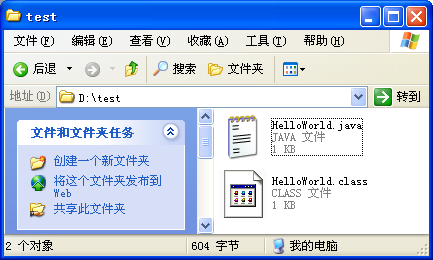 test
文件(F) 编辑(E) 查看(V) 收藏(A) 工具(T) 帮助(H)
后退 搜索 文件夹
地址(D) D:\test 转到
文件和文件夹任务
创建一个新文件夹
将这个文件夹发布到
Web
共享此文件夹
HelloWorld.java
JAVA 文件
1 KB
HelloWorld.class
CLASS 文件
1 KB
2 个对象 604 字节 我的电脑